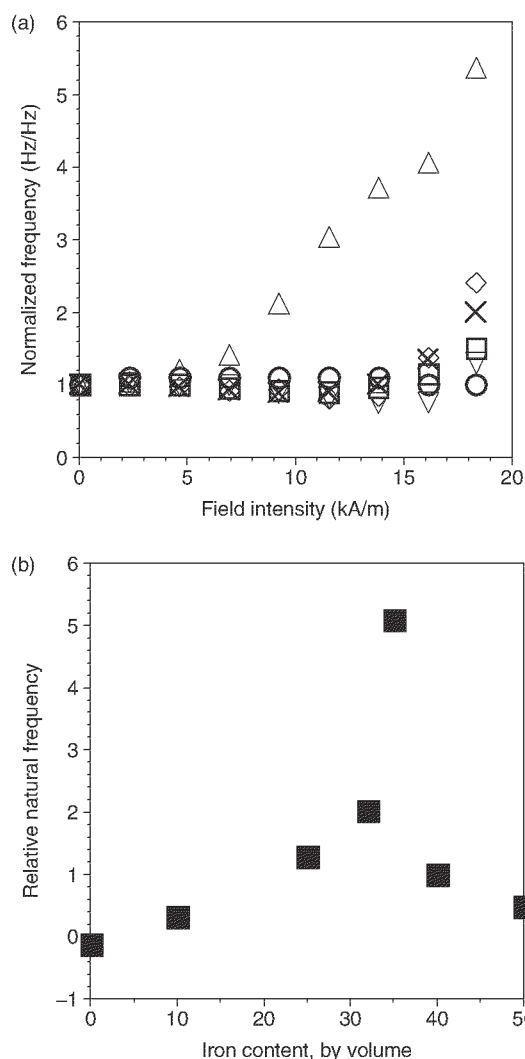 (a)
6
5
4
3
2
1
0
Normalized frequency (Hz/Hz)
0 5 10 15 20
Field intensity (kA/m)
(b)
6
5
4
3
2
1
0
−1
Relative natural frequency
0 10 20 30 40 50
Iron content, by volume